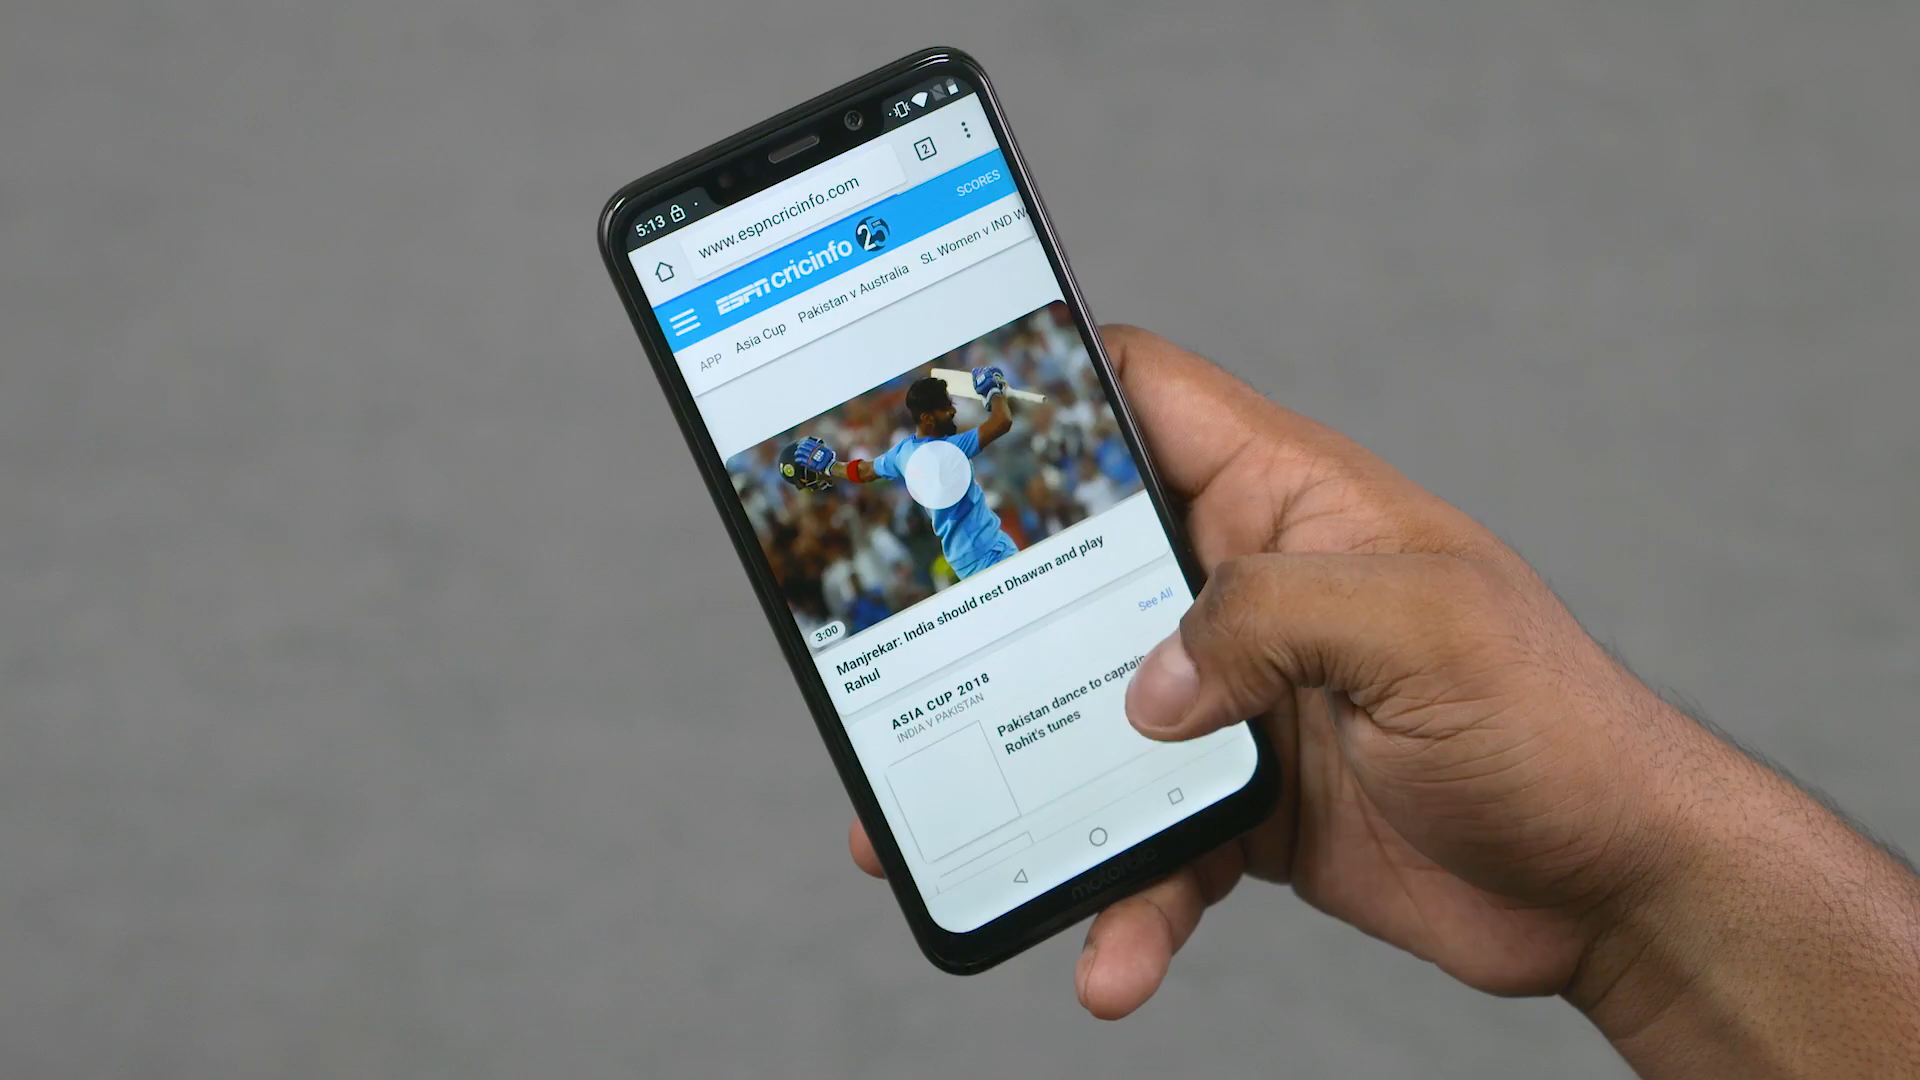 5:13
2
www.espncricinfo.com
ESPN cricinfo 25
SCORES
APP Asia Cup Pakistan v Australia SL Women v IND W
3:00
Manjrekar: India should rest Dhawan and play
Rahul
See All
ASIA CUP 2018
INDIA V PAKISTAN
Pakistan dance to captain
Rohit's tunes
motorola